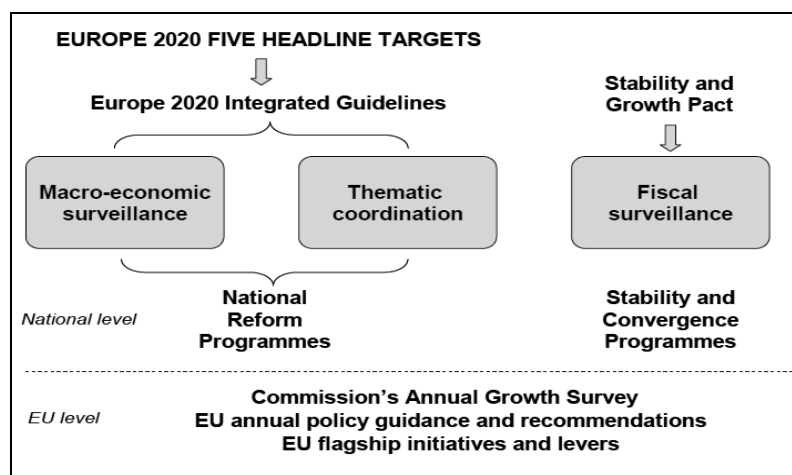 EUROPE 2020 FIVE HEADLINE TARGETS
Europe 2020 Integrated Guidelines
Stability and
Growth Pact
Macro-economic
surveillance
Thematic
coordination
Fiscal
surveillance
National level
National
Reform
Programmes
Stability and
Convergence
Programmes
EU level
Commission's Annual Growth Survey
EU annual policy guidance and recommendations
EU flagship initiatives and levers